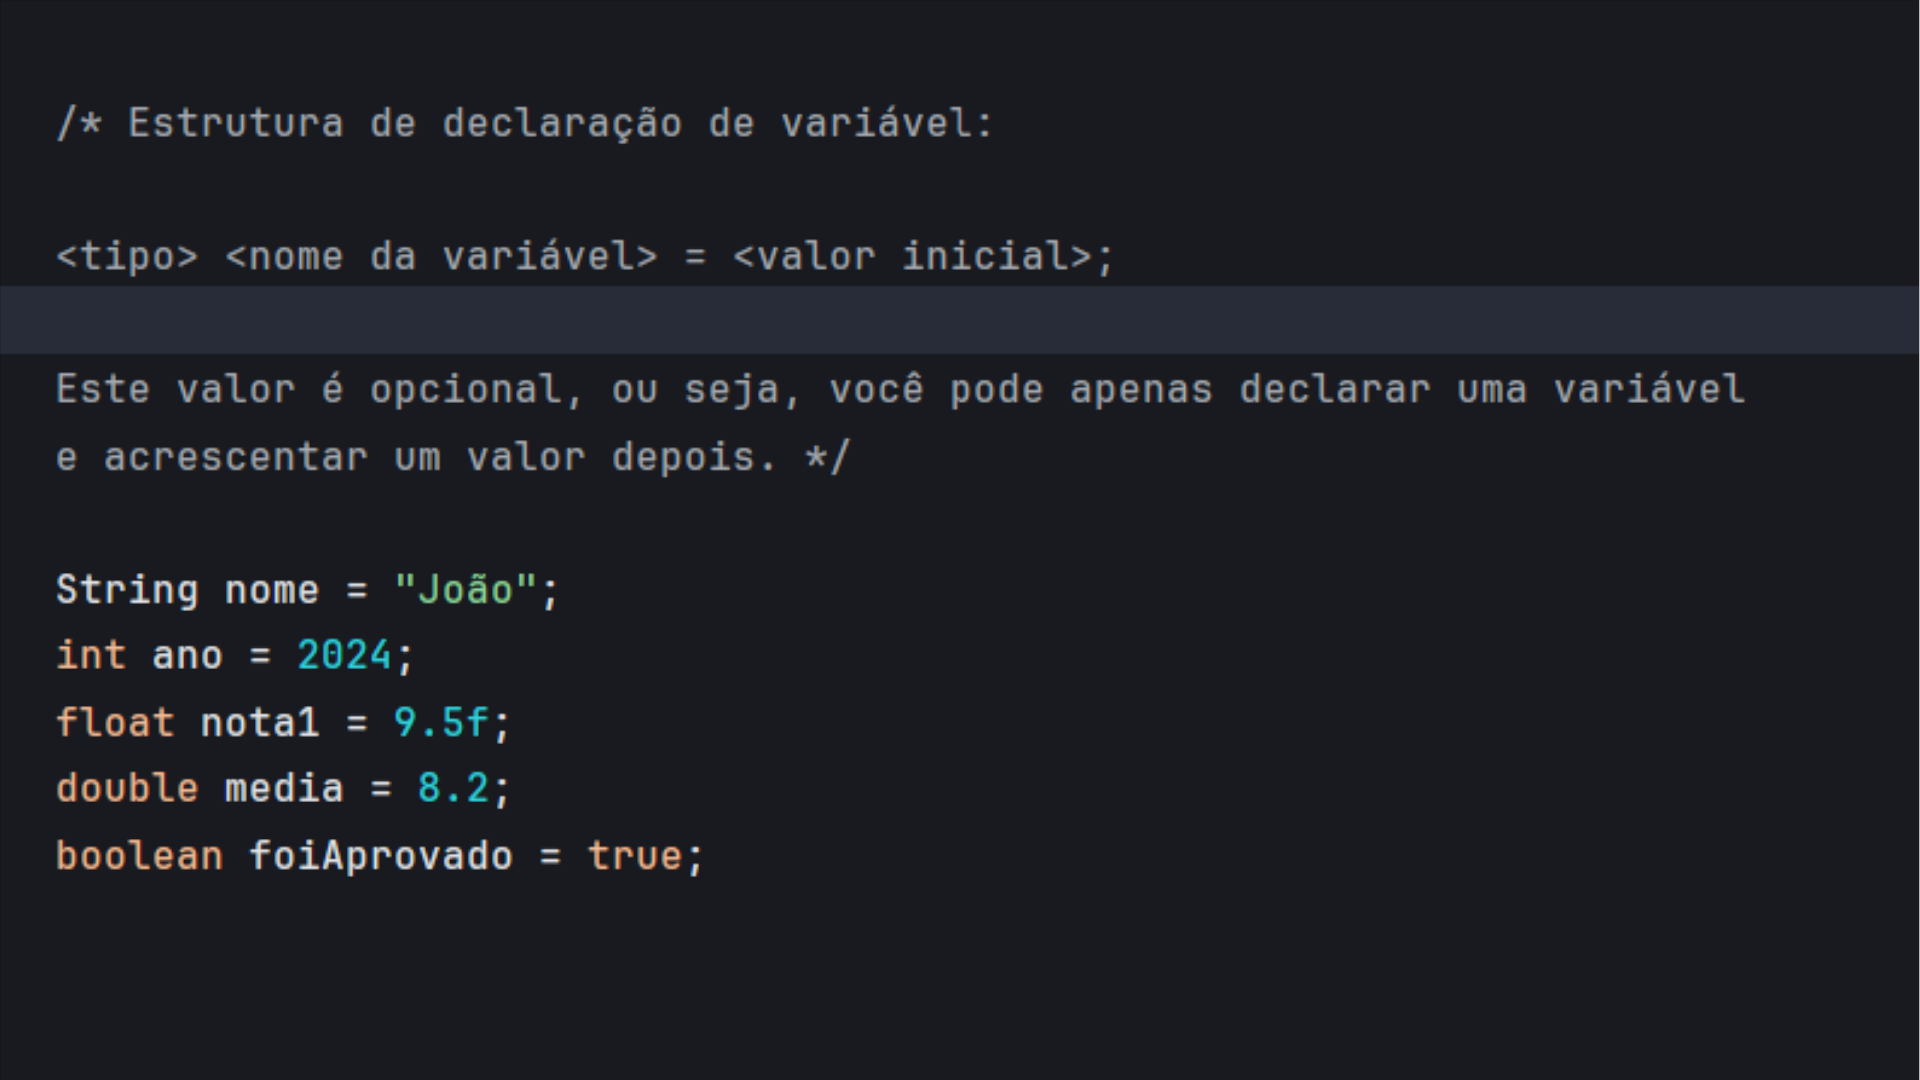 /* Estrutura de declaração de variável:
<tipo> <nome da variável> = <valor inicial>;
Este valor é opcional, ou seja, você pode apenas declarar uma variável
e acrescentar um valor depois. */
String nome = "João";
int ano = 2024;
float nota1 = 9.5f;
double media = 8.2;
boolean foiAprovado = true;